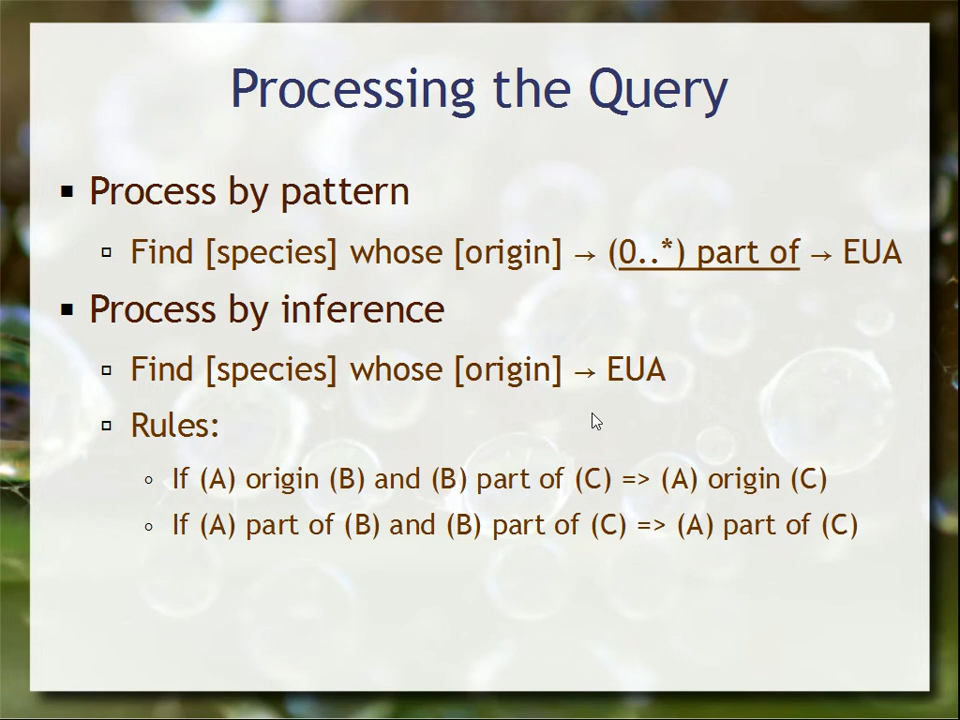 Processing the Query
▪ Process by pattern
▫ Find [species] whose [origin] → (0..*) part of → EUA
▪ Process by inference
▫ Find [species] whose [origin] → EUA
▫ Rules:
◦ If (A) origin (B) and (B) part of (C) => (A) origin (C)
◦ If (A) part of (B) and (B) part of (C) => (A) part of (C)